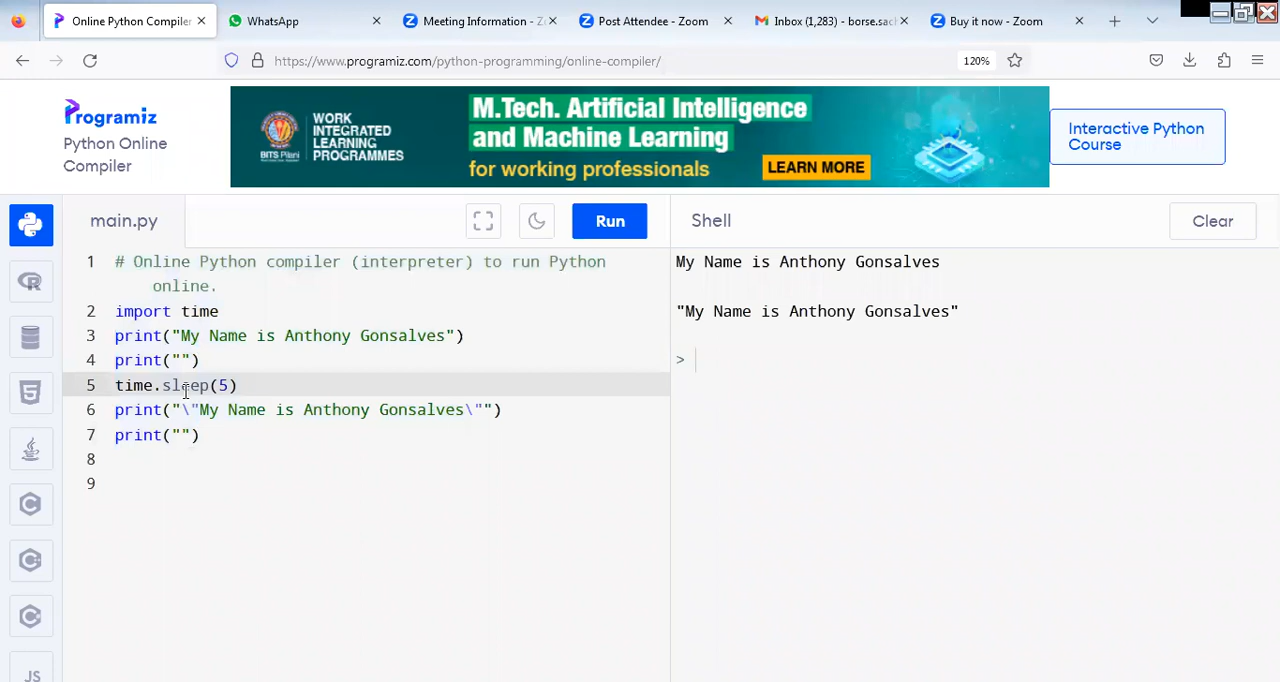 Online Python Compiler
WhatsApp
Meeting Information - Z
Post Attendee - Zoom
Inbox (1,283) - borse.sac
Buy it now - Zoom
https://www.programiz.com/python-programming/online-compiler/
120%
Programiz
Python Online
Compiler
BITS Pilani
WORK
INTEGRATED
LEARNING
PROGRAMMES
M.Tech. Artificial Intelligence
and Machine Learning
for working professionals
LEARN MORE
Interactive Python
Course
main.py
Run
Shell
Clear
1 # Online Python compiler (interpreter) to run Python
online.
2 import time
3 print("My Name is Anthony Gonsalves")
4 print("")
5 time.sleep(5)
6 print("\"My Name is Anthony Gonsalves\"")
7 print("")
8
9
My Name is Anthony Gonsalves
"My Name is Anthony Gonsalves"
>
R
C
C
C
JS